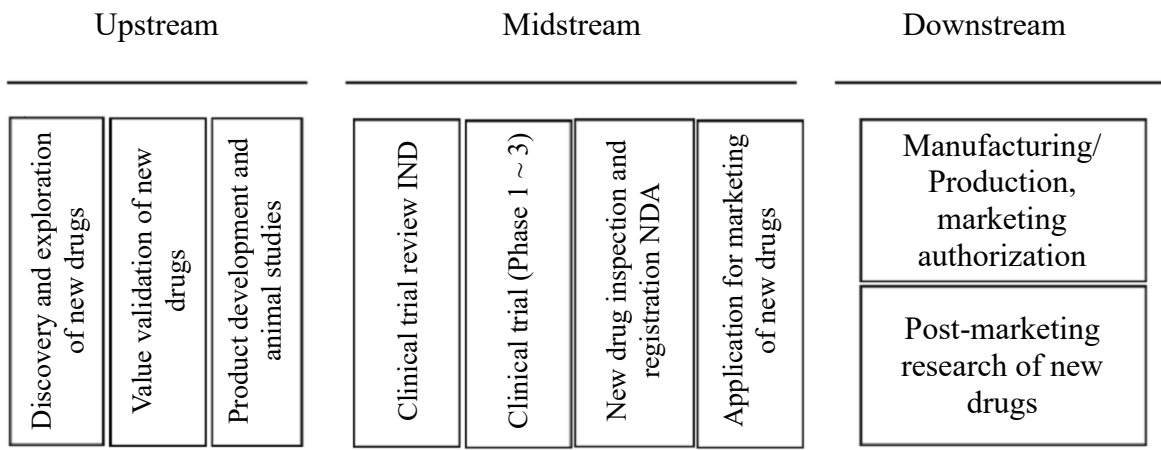 Upstream
Midstream
Downstream
Discovery and exploration
of new drugs
Value validation of new
drugs
Product development and
animal studies
Clinical trial review IND
Clinical trial (Phase 1 ~ 3)
New drug inspection and
registration NDA
Application for marketing
of new drugs
Manufacturing/
Production,
marketing
authorization
Post-marketing
research of new
drugs